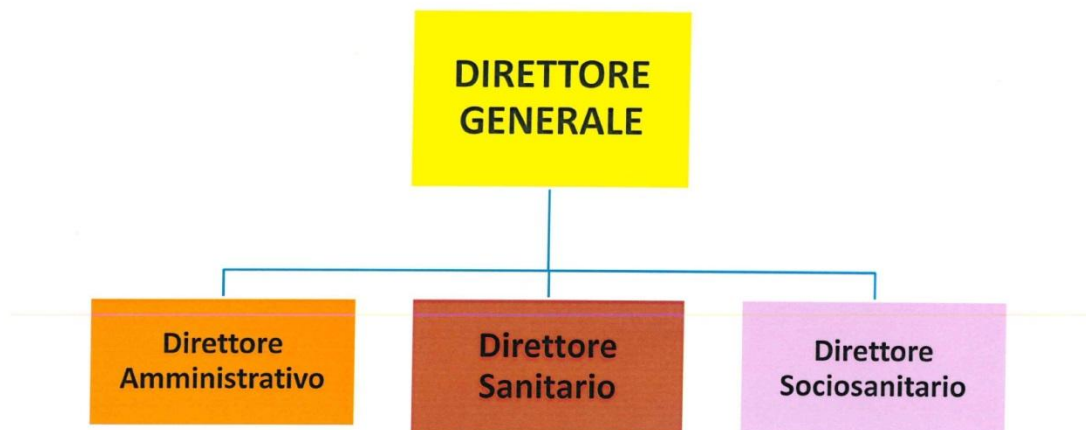 DIRETTORE
GENERALE
Direttore
Amministrativo
Direttore
Sanitario
Direttore
Sociosanitario